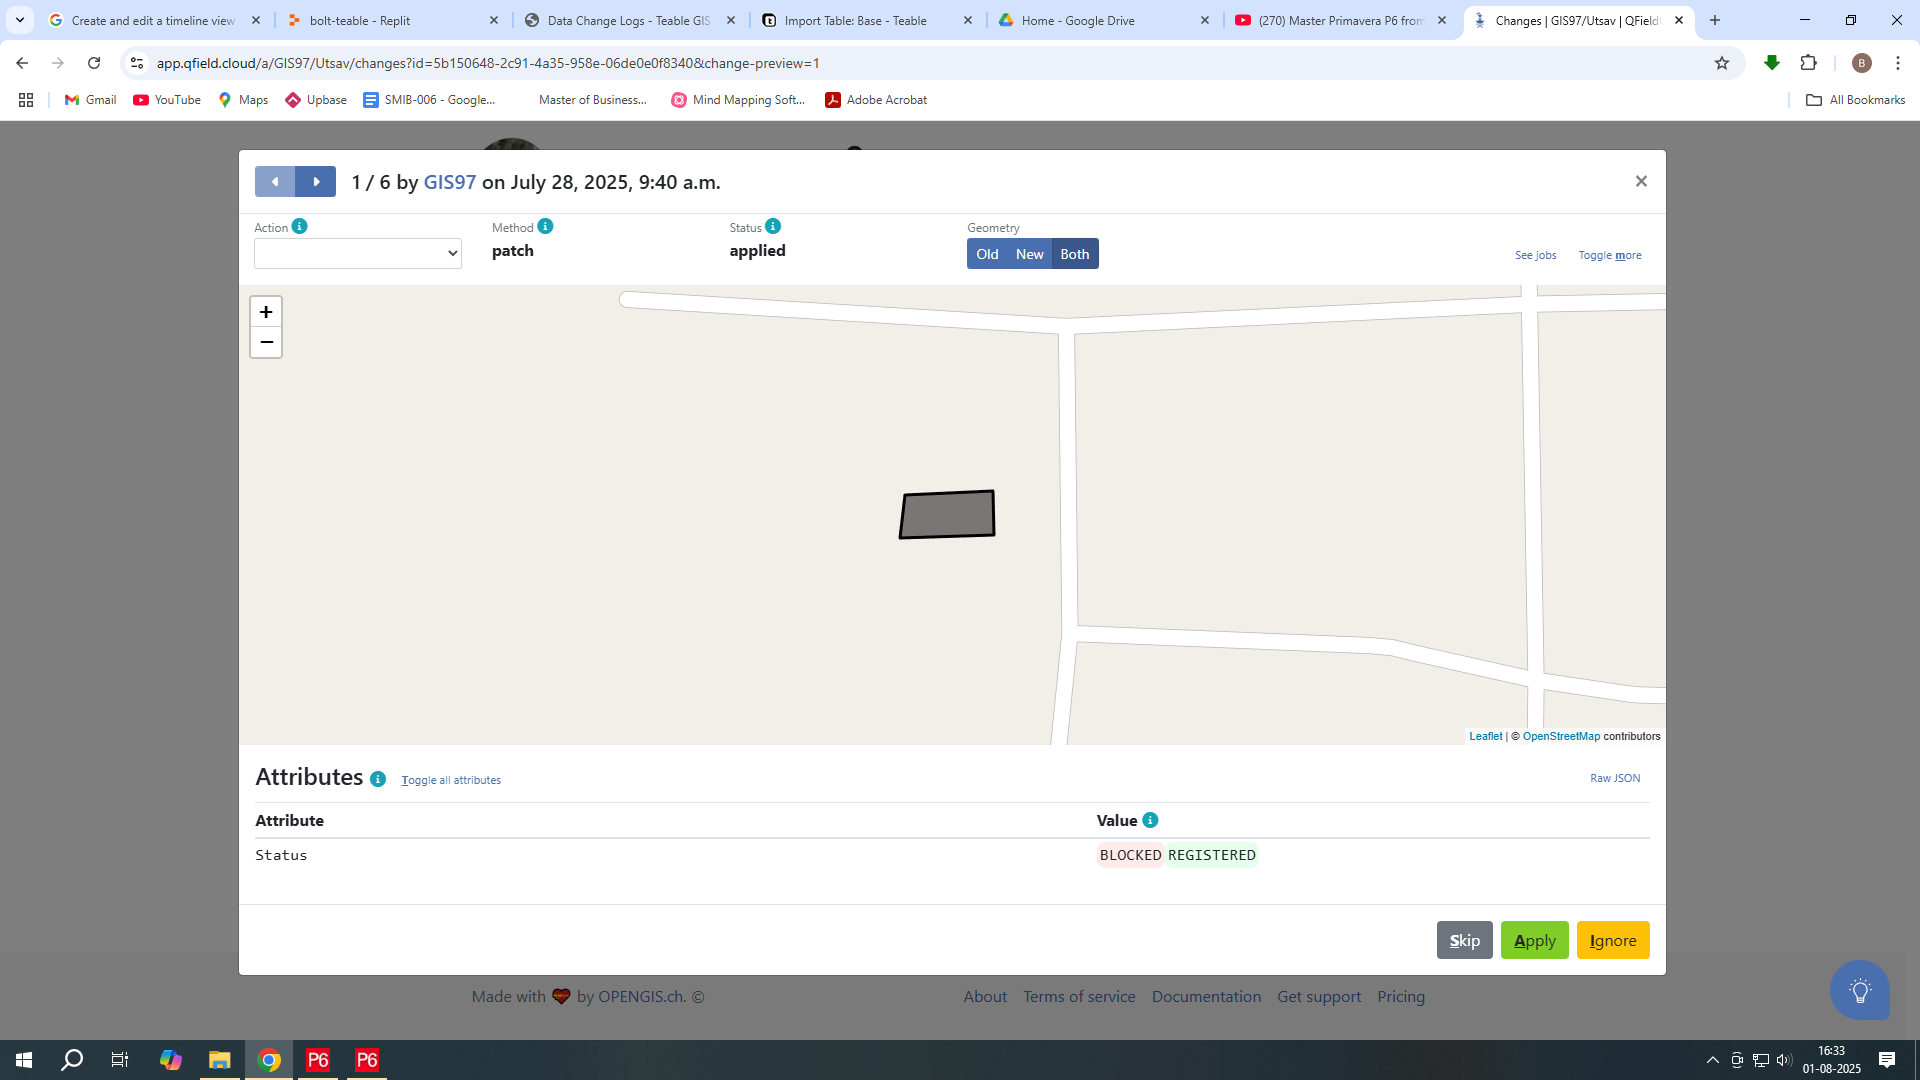 Create and edit a timeline view
bolt-teable - Replit
Data Change Logs - Teable GIS
Import Table: Base - Teable
Home - Google Drive
(270) Master Primavera P6 from
Changes | GIS97/Utsav | QField
app.qfield.cloud/a/GIS97/Utsav/changes?id=5b150648-2c91-4a35-958e-06de0e0f8340&change-preview=1
B
Gmail
YouTube
Maps
Upbase
SMIB-006 - Google...
Master of Business...
Mind Mapping Soft...
Adobe Acrobat
All Bookmarks
1 / 6 by GIS97 on July 28, 2025, 9:40 a.m.
×
Action
Method
patch
Status
applied
Geometry
Old New Both
See jobs
Toggle more
+
−
Leaflet | © OpenStreetMap contributors
Attributes
Toggle all attributes
Raw JSON
Attribute
Value
Status
BLOCKED REGISTERED
Skip
Apply
Ignore
Made with by OPENGIS.ch. ©
About
Terms of service
Documentation
Get support
Pricing
P6
P6
16:33
01-08-2025